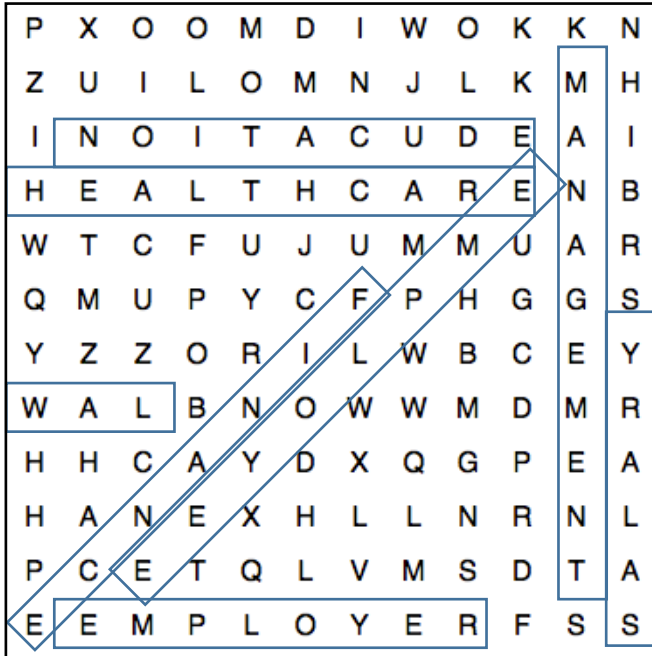 P X O O M D I W O K K N
Z U I L O M N J L K M H
I N O I T A C U D E A I
H E A L T H C A R E N B
W T C F U J U M M U A R
Q M U P Y C F P H G G S
Y Z Z O R I L W B C E Y
W A L B N O W W M D M R
H H C A Y D X Q G P E A
H A N E X H L L N R N L
P C E T Q L V M S D T A
E E M P L O Y E R F S S